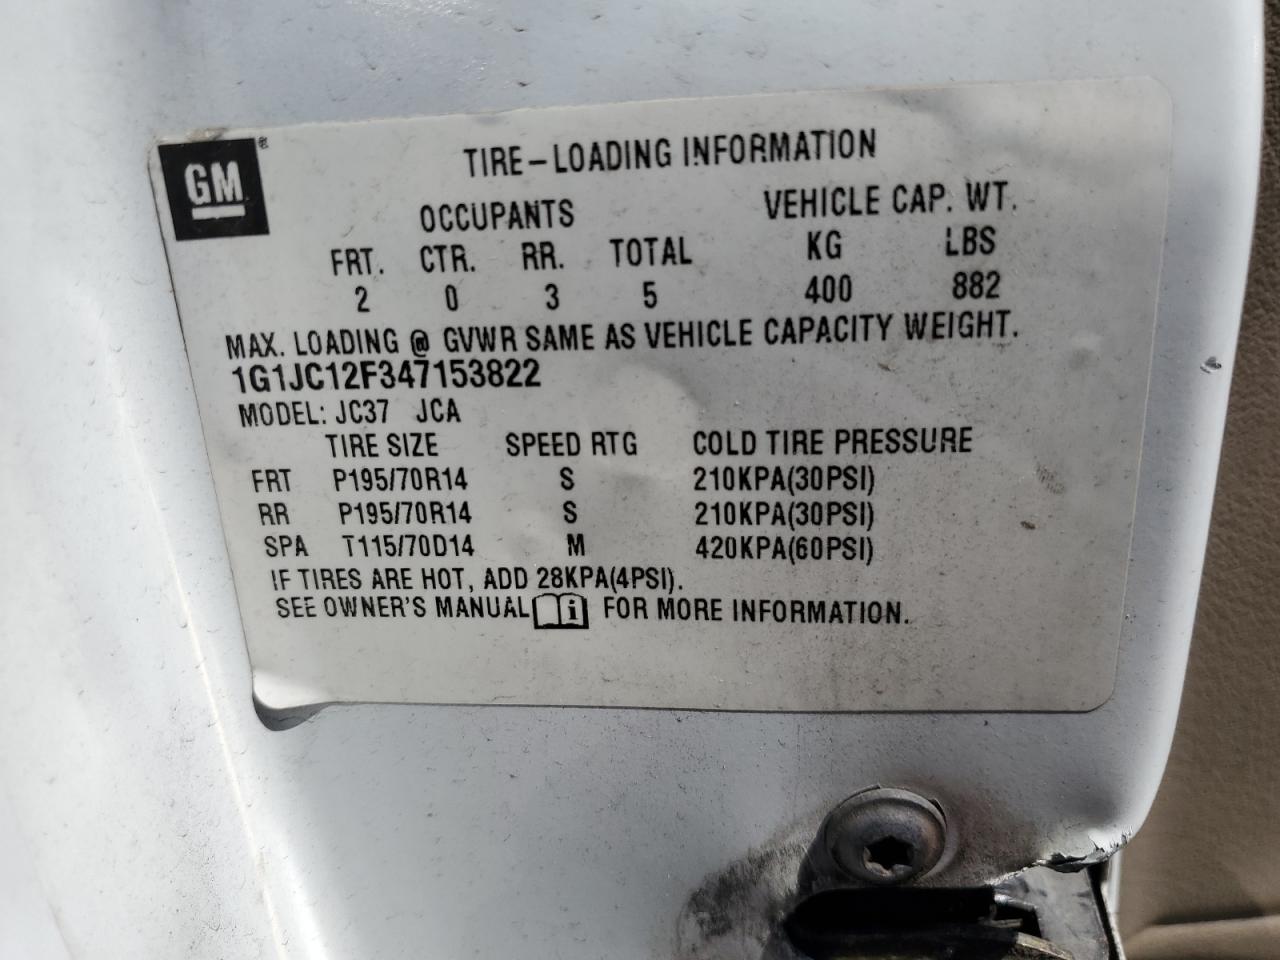 GM ®
TIRE-LOADING INFORMATION
OCCUPANTS VEHICLE CAP. WT.
FRT. CTR. RR. TOTAL KG LBS
2 0 3 5 400 882
MAX. LOADING @ GVWR SAME AS VEHICLE CAPACITY WEIGHT.
1G1JC12F347153822
MODEL: JC37 JCA
TIRE SIZE SPEED RTG COLD TIRE PRESSURE
FRT P195/70R14 S 210KPA(30PSI)
RR P195/70R14 S 210KPA(30PSI)
SPA T115/70D14 M 420KPA(60PSI)
IF TIRES ARE HOT, ADD 28KPA(4PSI).
SEE OWNER'S MANUAL i FOR MORE INFORMATION.